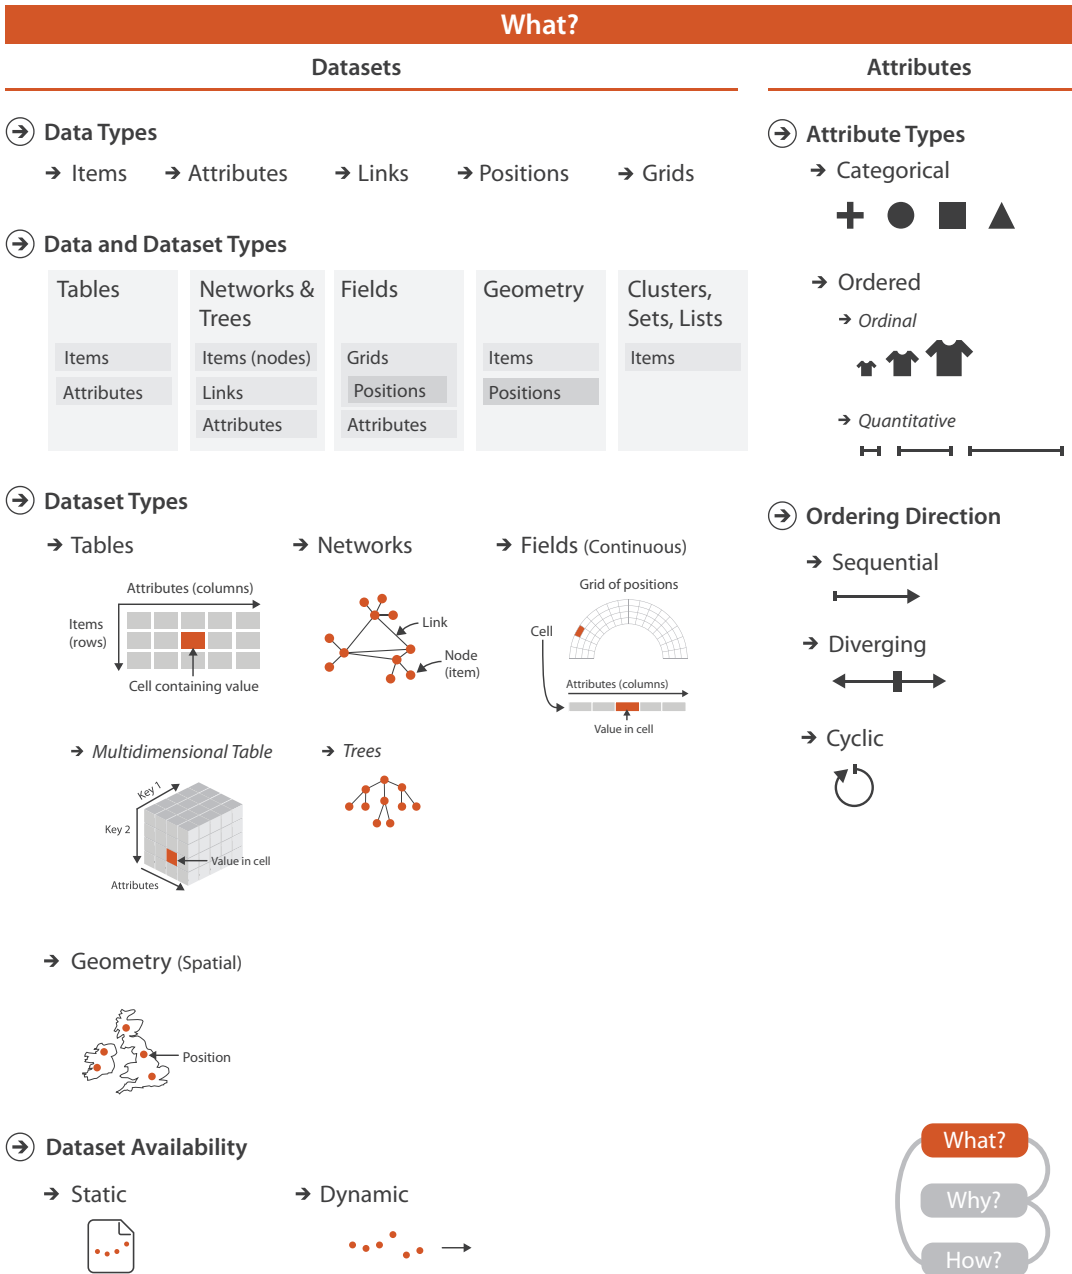 What?
Datasets
Attributes
Data Types
Items Attributes Links Positions Grids
Data and Dataset Types
Tables
Items
Attributes
Networks &
Trees
Items (nodes)
Links
Attributes
Fields
Grids
Positions
Attributes
Geometry
Items
Positions
Clusters,
Sets, Lists
Items
Dataset Types
Tables
Attributes (columns)
Items
(rows)
Cell containing value
Networks
Link
Node
(item)
Fields (Continuous)
Grid of positions
Cell
Attributes (columns)
Value in cell
Multidimensional Table
Key 1
Key 2
Value in cell
Attributes
Trees
Geometry (Spatial)
Position
Dataset Availability
Static
Dynamic
Attribute Types
Categorical
Ordered
Ordinal
Quantitative
Ordering Direction
Sequential
Diverging
Cyclic
What?
Why?
How?